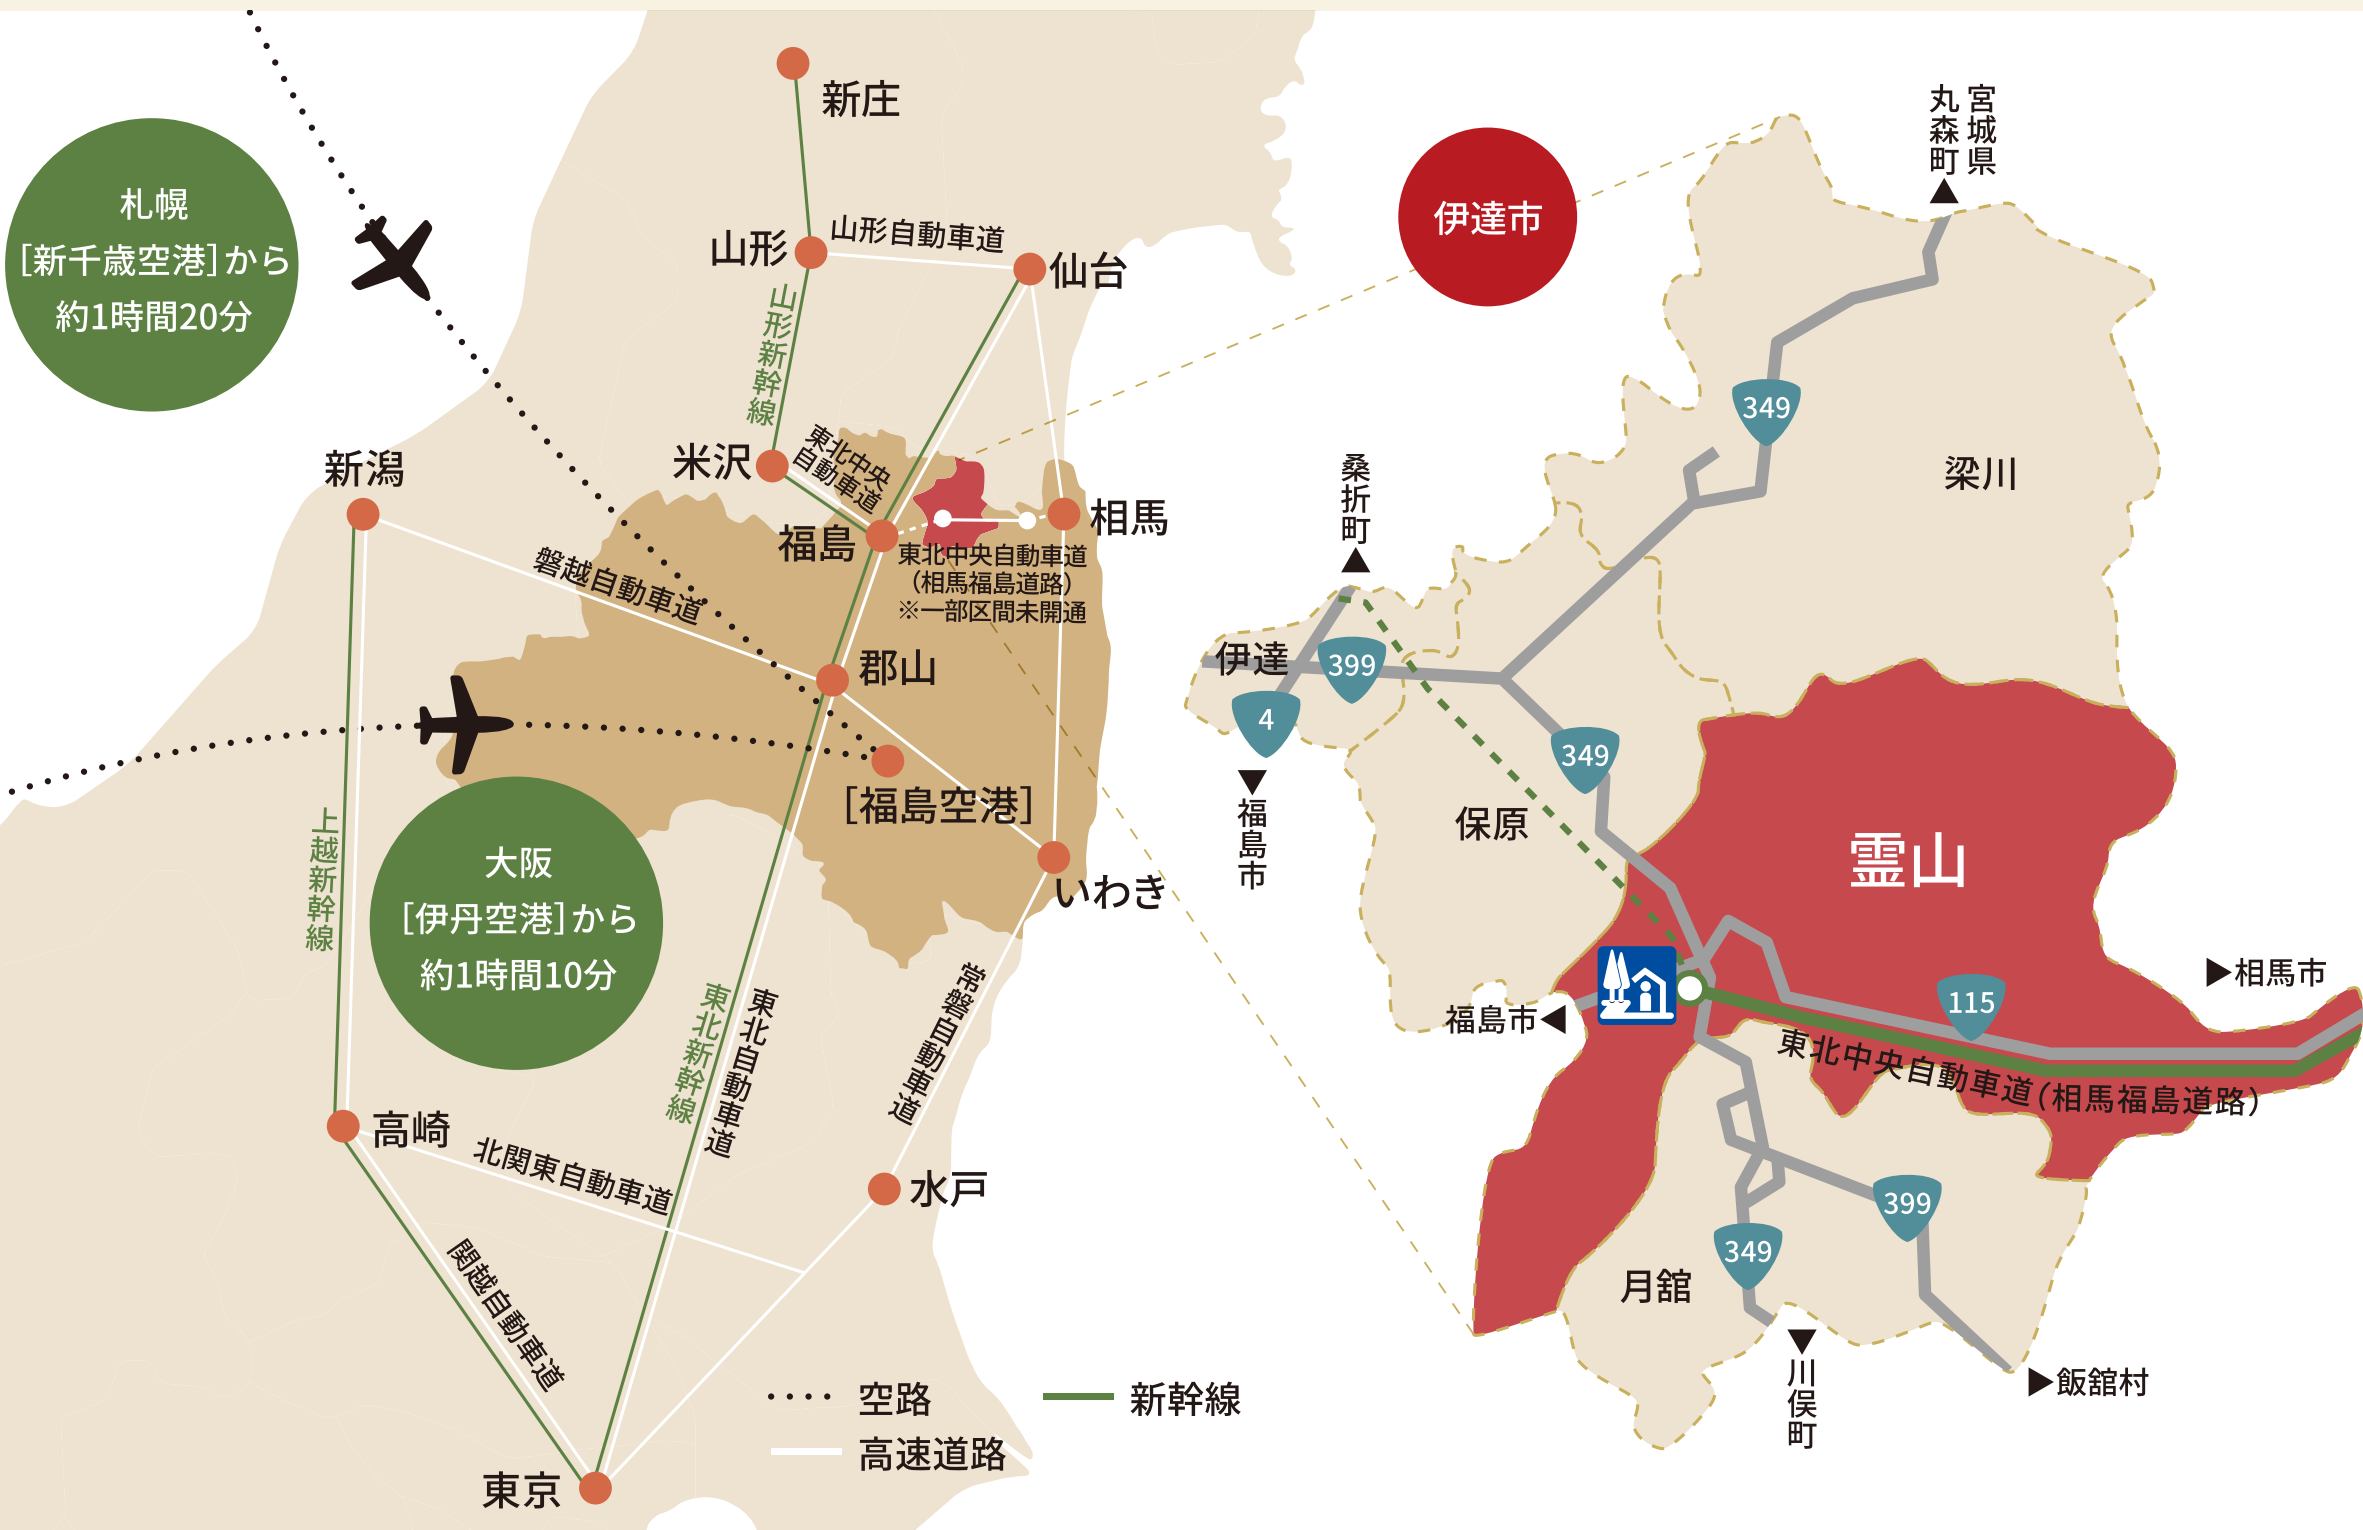 新庄
札幌
［新千歳空港］から
約1時間20分
山形
山形自動車道
仙台
山形新幹線
新潟
米沢
東北中央
自動車道
福島
相馬
東北中央自動車道
（相馬福島道路）
※一部区間未開通
磐越自動車道
郡山
［福島空港］
いわき
上越新幹線
大阪
［伊丹空港］から
約1時間10分
東北新幹線
東北自動車道
常磐自動車道
高崎
北関東自動車道
水戸
関越自動車道
東京
空路
新幹線
高速道路
伊達市
宮城県
丸森町
349
梁川
桑折町
伊達
399
4
福島市
349
保原
霊山
相馬市
福島市
115
東北中央自動車道（相馬福島道路）
399
349
月舘
川俣町
飯舘村